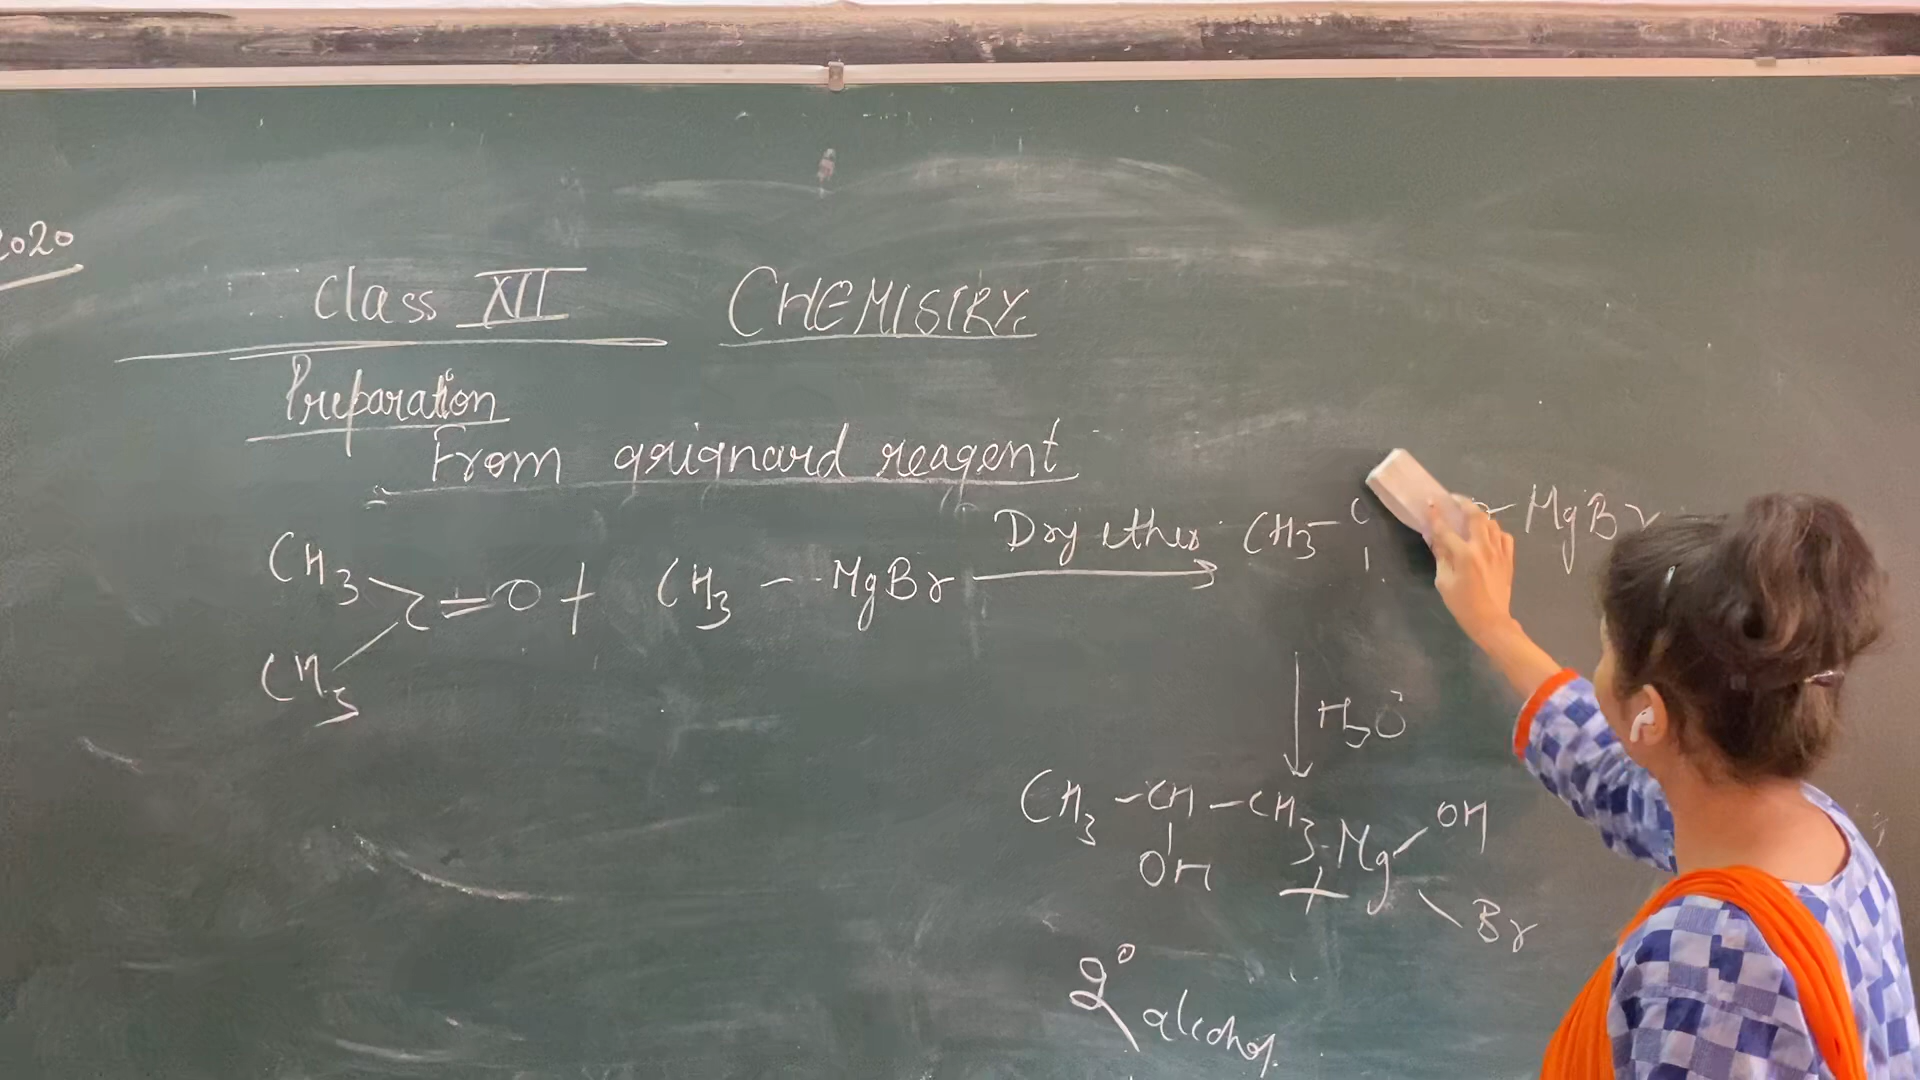 2020
Class XII CHEMISTRY
Preparation
From grignard reagent
CH3 C=O + CH3 - MgBr Dry ether CH3- C - MgBr
CH3
H3O
CH3 - CH - CH3 Mg OH
OH + Br
2° alcohol